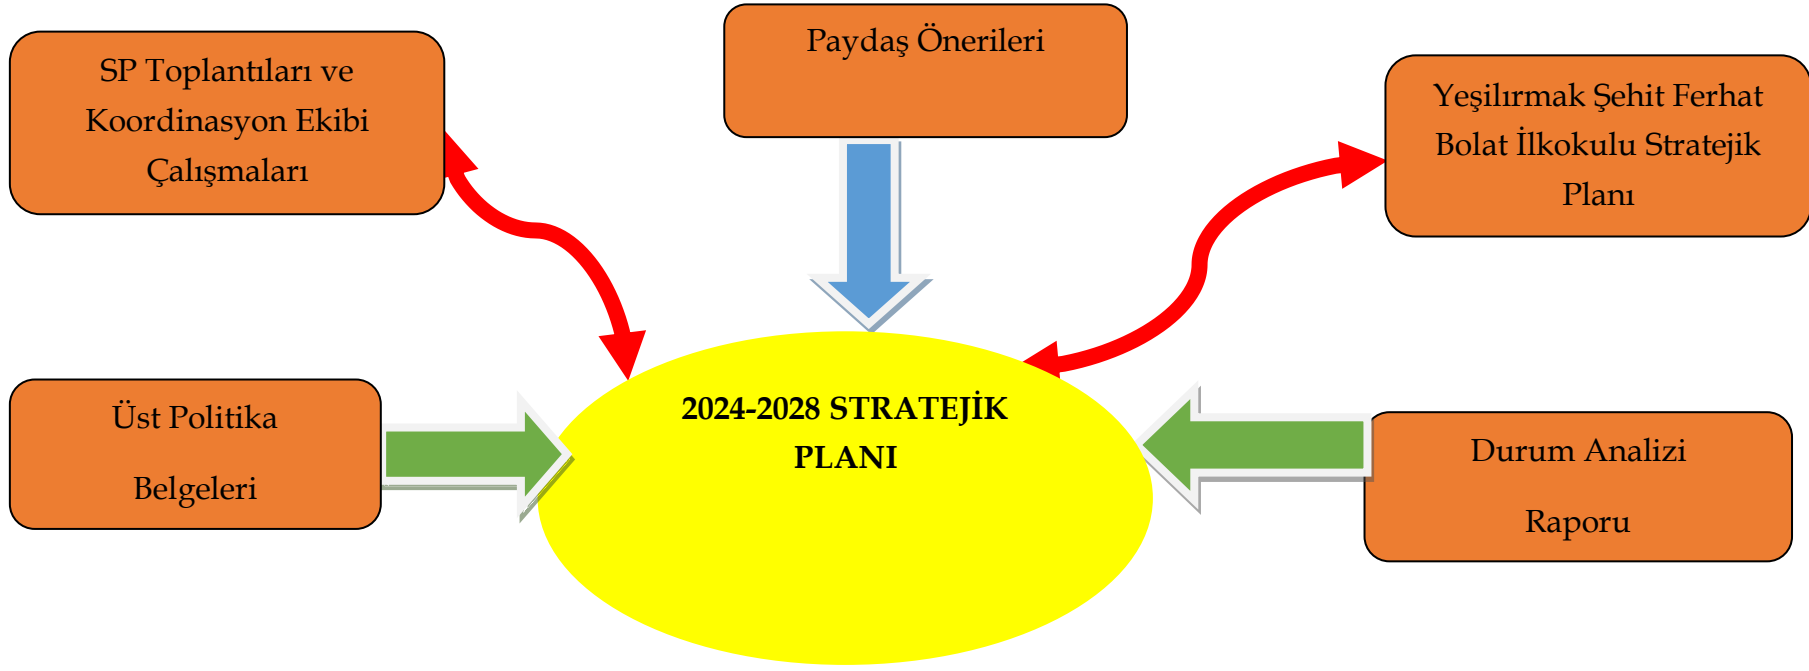 SP Toplantıları ve
Koordinasyon Ekibi
Çalışmaları
Paydaş Önerileri
Yeşilırmak Şehit Ferhat
Bolat İlkokulu Stratejik
Planı
Üst Politika
Belgeleri
2024-2028 STRATEJİK
PLANI
Durum Analizi
Raporu